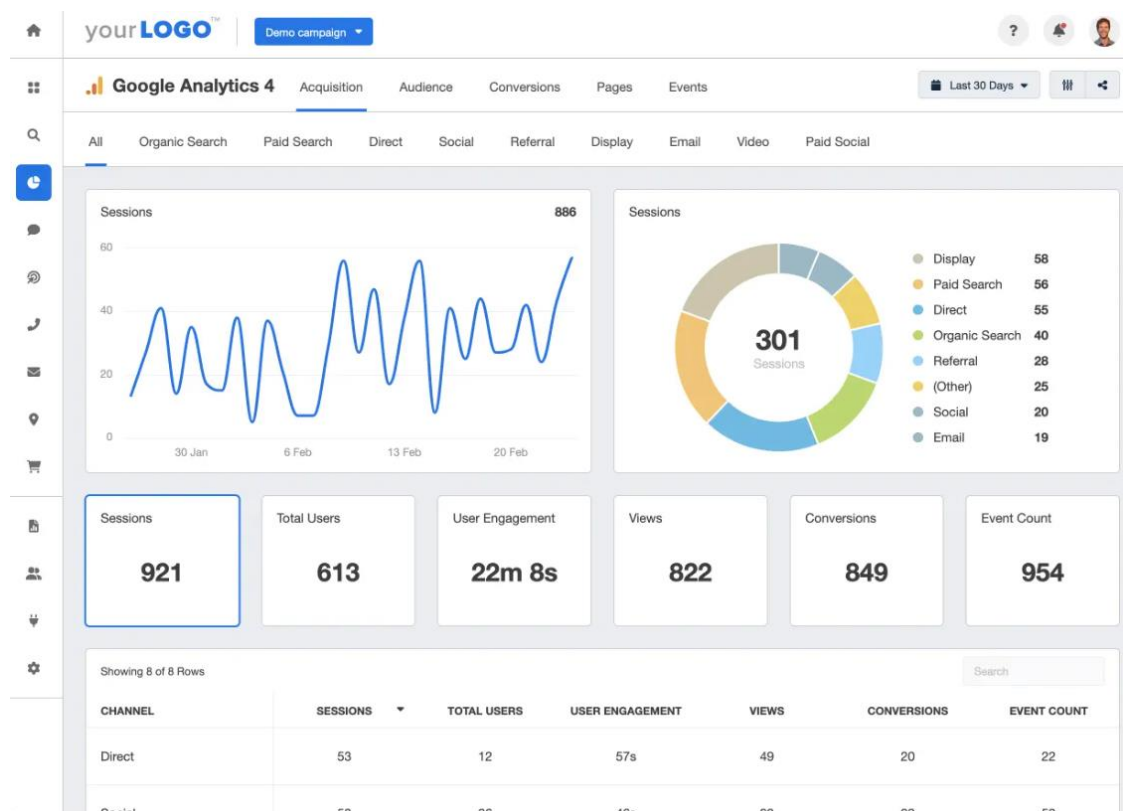 yourLOGO™ Demo campaign ?
Google Analytics 4 Acquisition Audience Conversions Pages Events Last 30 Days
All Organic Search Paid Search Direct Social Referral Display Email Video Paid Social
Sessions 886
60
40
20
0
30 Jan 6 Feb 13 Feb 20 Feb
Sessions
301
Sessions
Display 58
Paid Search 56
Direct 55
Organic Search 40
Referral 28
(Other) 25
Social 20
Email 19
Sessions
921
Total Users
613
User Engagement
22m 8s
Views
822
Conversions
849
Event Count
954
Showing 8 of 8 Rows Search
CHANNEL SESSIONS TOTAL USERS USER ENGAGEMENT VIEWS CONVERSIONS EVENT COUNT
Direct 53 12 57s 49 20 22